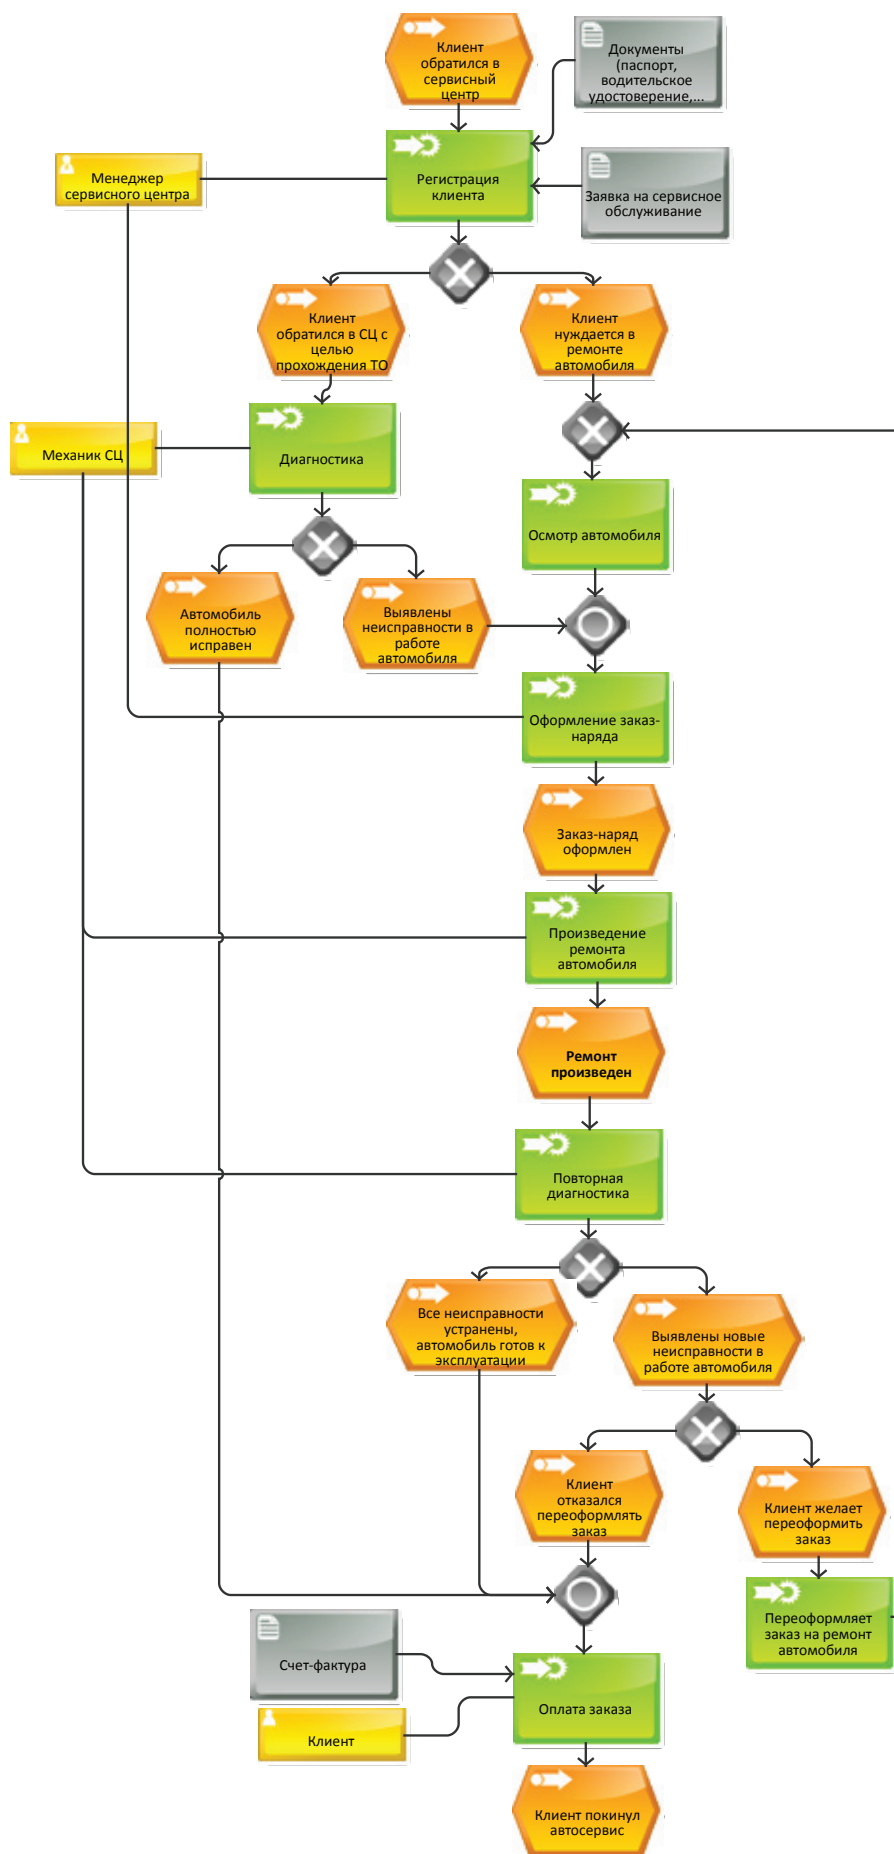 Клиент
обратился в
сервисный
центр
Документы
(паспорт,
водительское
удостоверение,...
Менеджер
сервисного центра
Регистрация
клиента
Заявка на сервисное
обслуживание
Клиент
обратился в СЦ с
целью
прохождения ТО
Клиент
нуждается в
ремонте
автомобиля
Механик СЦ
Диагностика
Осмотр автомобиля
Автомобиль
полностью
исправен
Выявлены
неисправности в
работе
автомобиля
Оформление заказ-
наряда
Заказ-наряд
оформлен
Произведение
ремонта
автомобиля
Ремонт
произведен
Повторная
диагностика
Все неисправности
устранены,
автомобиль готов к
эксплуатации
Выявлены новые
неисправности в
работе автомобиля
Клиент
отказался
переоформлять
заказ
Клиент желает
переоформить
заказ
Переоформляет
заказ на ремонт
автомобиля
Счет-фактура
Оплата заказа
Клиент
Клиент покинул
автосервис